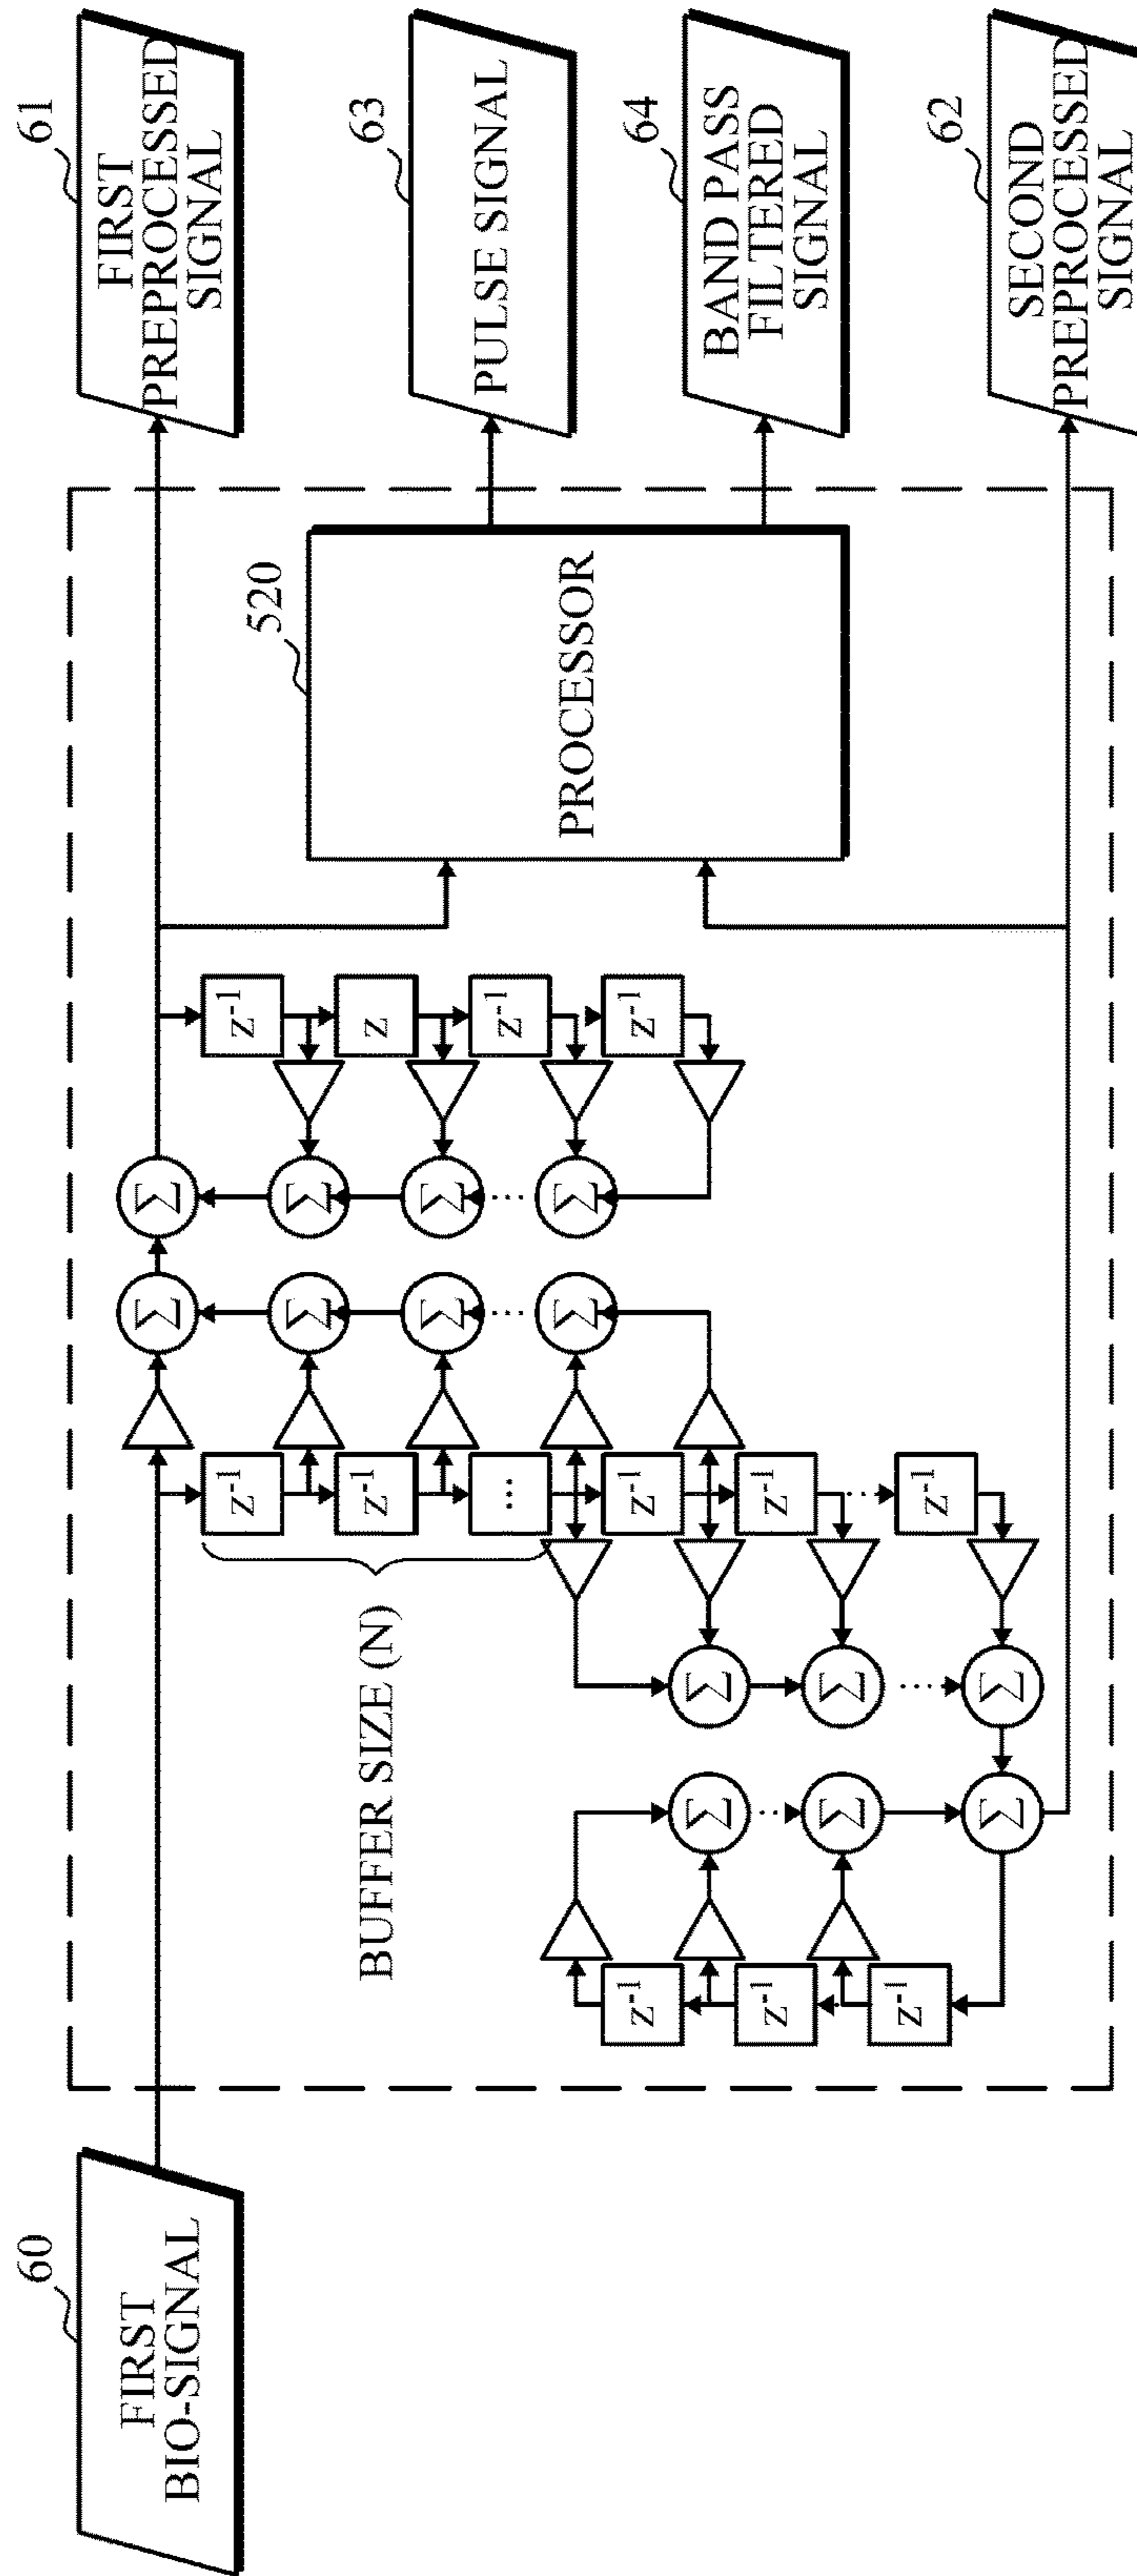 60
FIRST
BIO-SIGNAL
BUFFER SIZE (N)
z⁻¹
z⁻¹
...
z⁻¹
z⁻¹
z⁻¹
z⁻¹
z⁻¹
z⁻¹
Σ
Σ
Σ
Σ
Σ
Σ
Σ
Σ
Σ
Σ
Σ
Σ
Σ
Σ
z⁻¹
z
z⁻¹
z⁻¹
520
PROCESSOR
61
FIRST
PREPROCESSED
SIGNAL
63
PULSE SIGNAL
64
BAND PASS
FILTERED
SIGNAL
62
SECOND
PREPROCESSED
SIGNAL